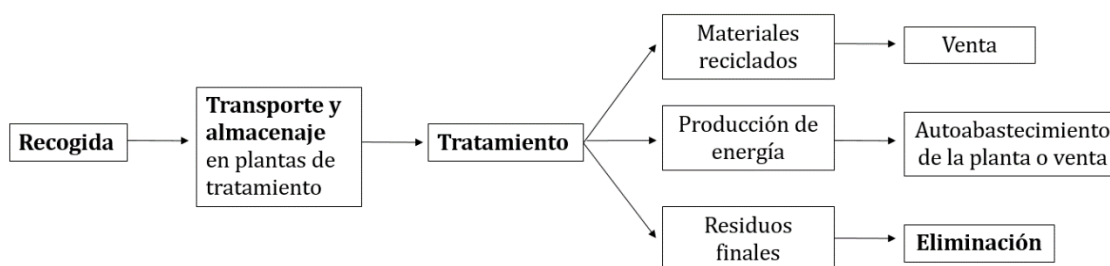 Recogida
Transporte y
almacenaje
en plantas de
tratamiento
Tratamiento
Materiales
reciclados
Venta
Producción de
energía
Autoabastecimiento
de la planta o venta
Residuos
finales
Eliminación